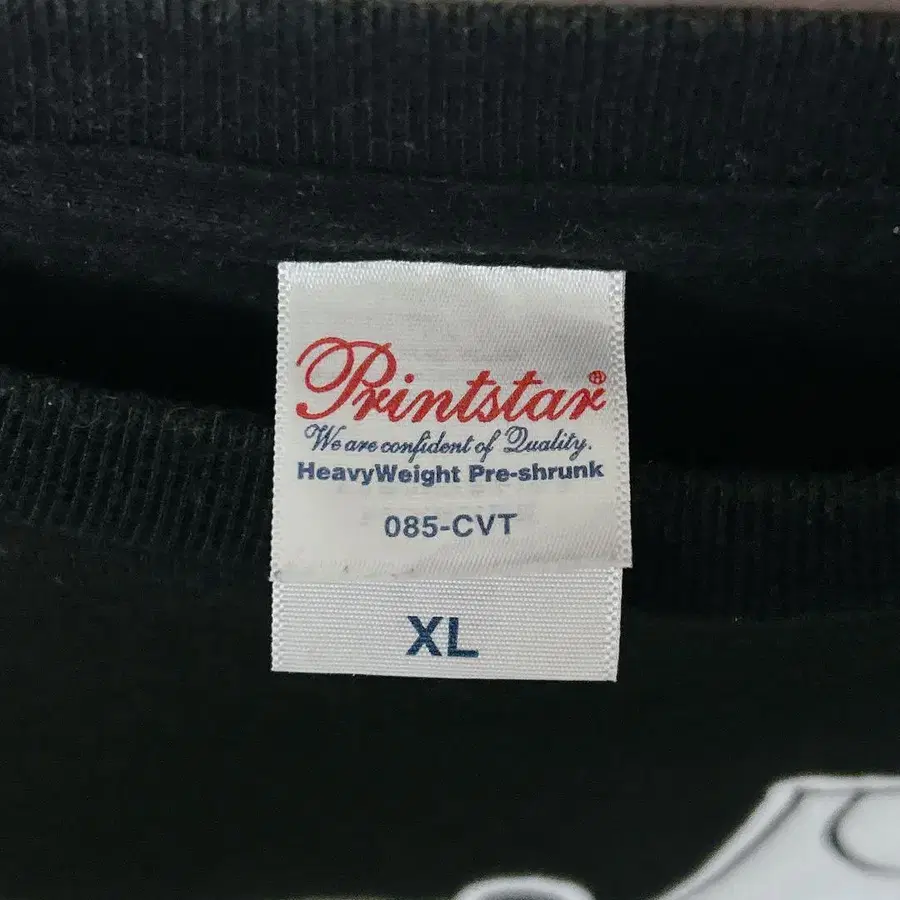 Printstar®
We are confident of Quality.
HeavyWeight Pre-shrunk
085-CVT
XL